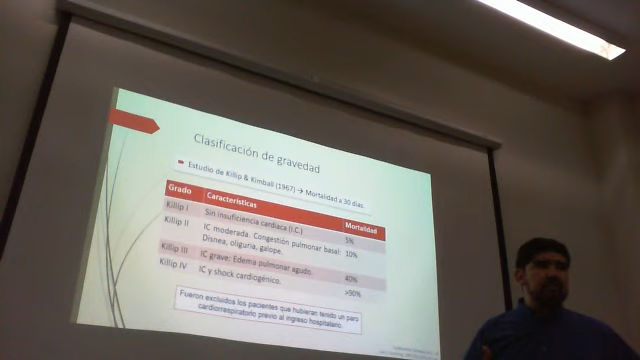 Clasificación de gravedad
Estudio de Killip & Kimball (1967) → Mortalidad a 30 días.
Grado Características Mortalidad
Killip I Sin insuficiencia cardiaca (I.C.) 5%
Killip II IC moderada. Congestión pulmonar basal: 10%
Disnea, oliguria, galope.
Killip III IC grave: Edema pulmonar agudo. 40%
Killip IV IC y shock cardiogénico. >90%
Fueron excluidos los pacientes que hubieran tenido un paro
cardiorrespiratorio previo al ingreso hospitalario.